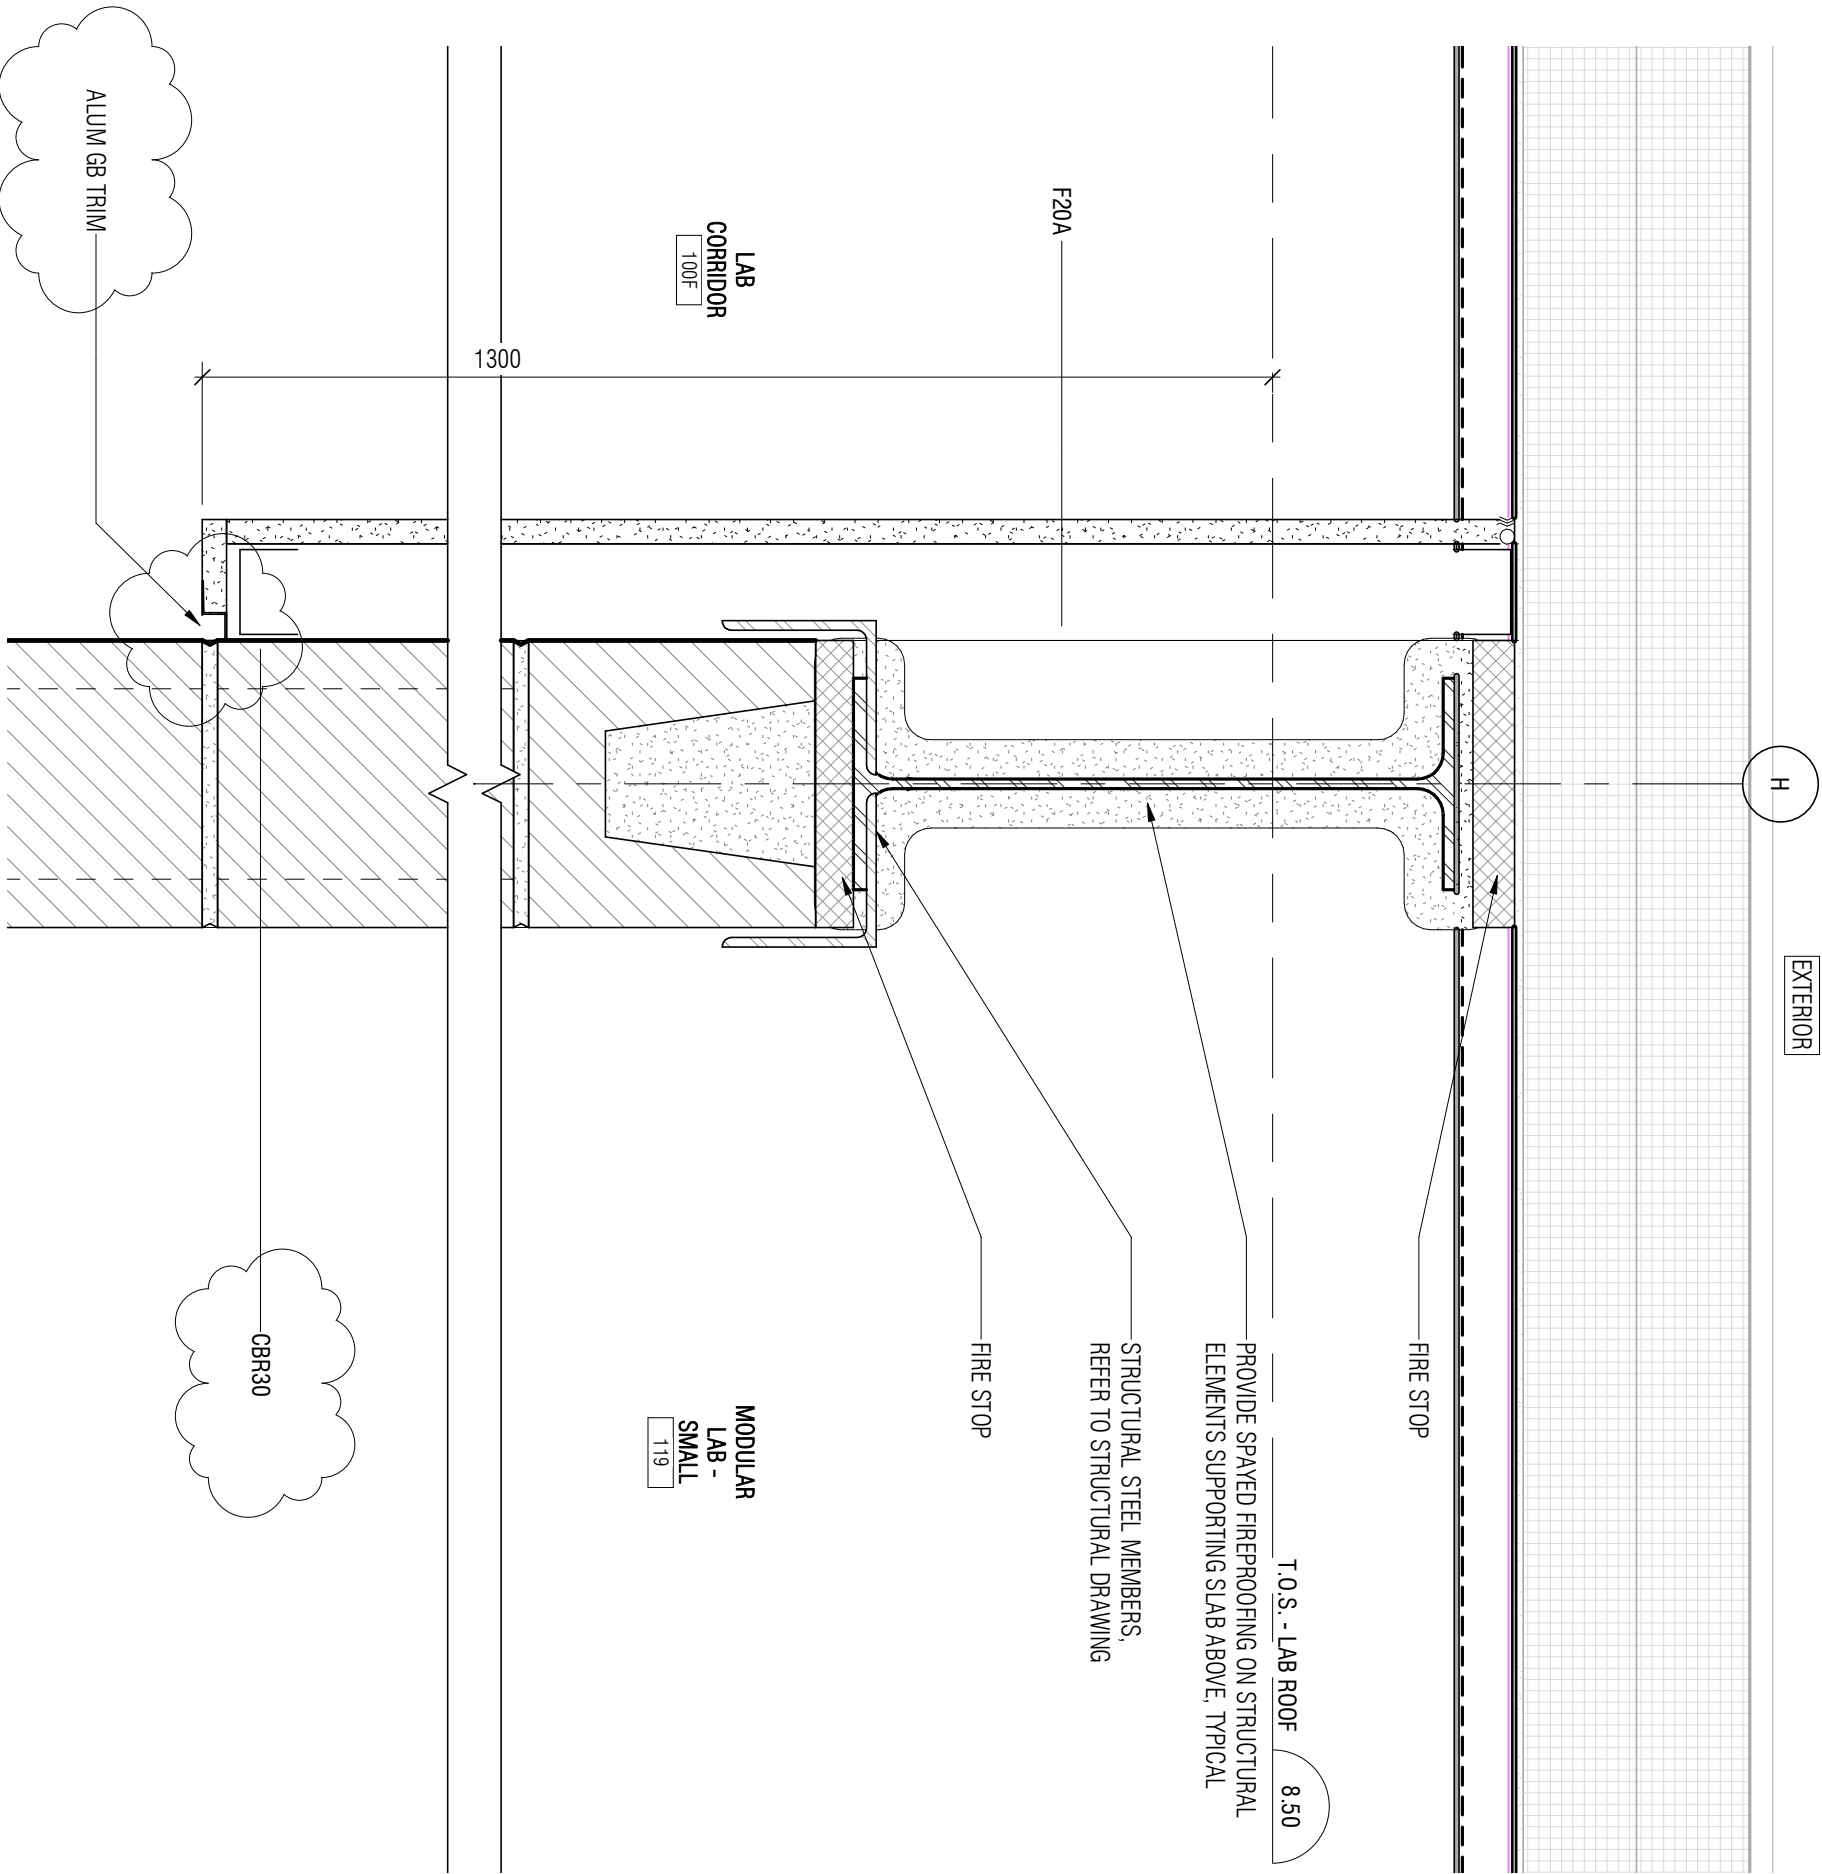 H
EXTERIOR
T.O.S. - LAB ROOF
8.50
FIRE STOP
PROVIDE SPAYED FIREPROOFING ON STRUCTURAL
ELEMENTS SUPPORTING SLAB ABOVE, TYPICAL
STRUCTURAL STEEL MEMBERS,
REFER TO STRUCTURAL DRAWING
F20A
FIRE STOP
LAB
CORRIDOR
100F
MODULAR
LAB -
SMALL
119
1300
CBR30
ALUM GB TRIM